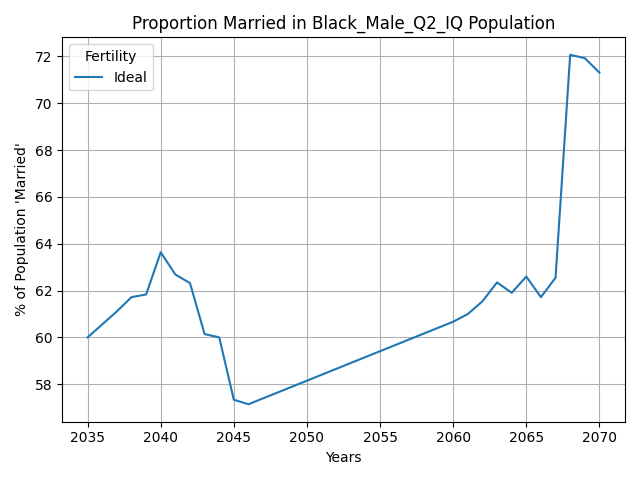 Proportion Married in Black_Male_Q2_IQ Population
Fertility
Ideal
% of Population 'Married'
72
70
68
66
64
62
60
58
2035 2040 2045 2050 2055 2060 2065 2070
Years